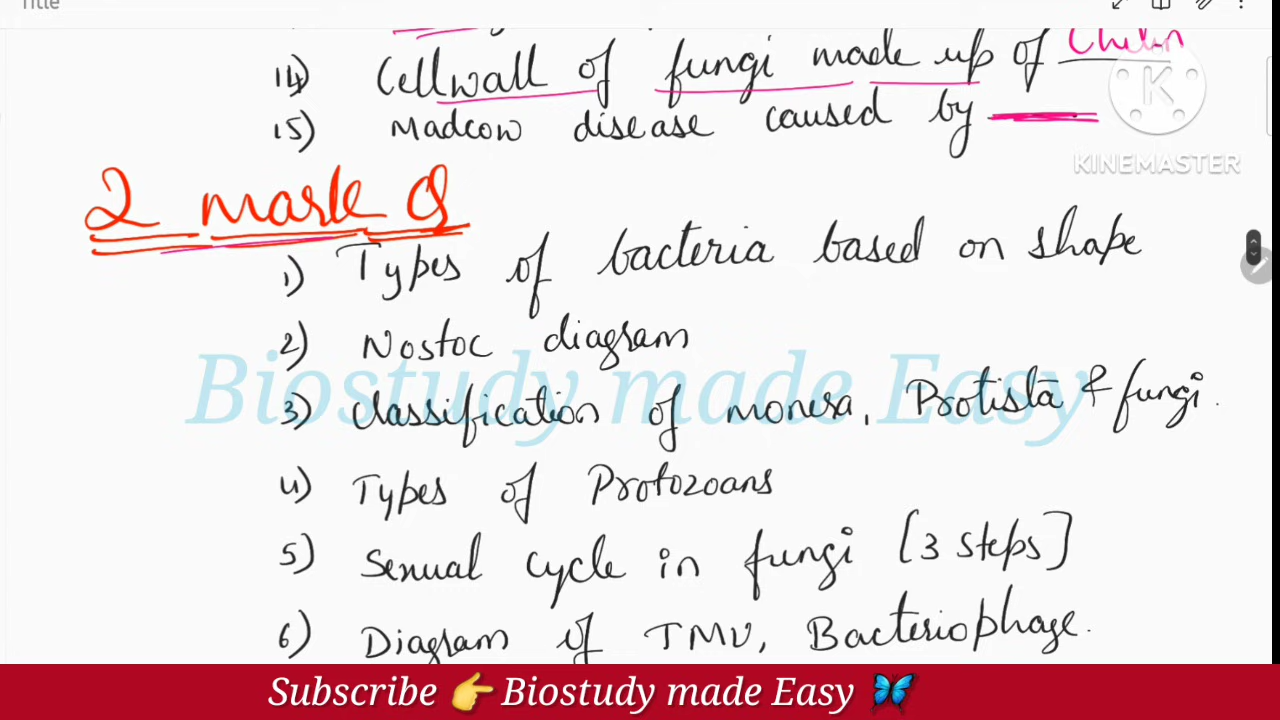 Title
14) Cellwall of fungi made up of Chitin
15) Madcow disease caused by
KINEMASTER
2 mark Q
1) Types of bacteria based on shape
2) Nostoc diagram
Biostudy made Easy
3) Classification of monera, Protista & fungi.
4) Types of Protozoans
5) Sexual cycle in fungi [3 steps]
6) Diagram of TMV, Bacteriophage.
Subscribe 👉 Biostudy made Easy 🦋